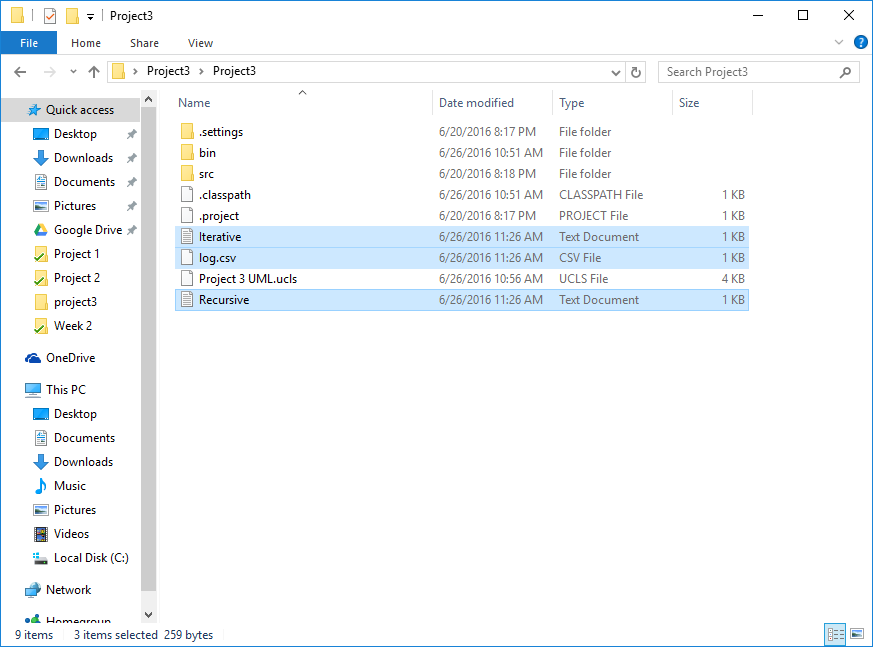 Project3
File Home Share View
Project3 Project3 Search Project3
Name Date modified Type Size
Quick access
Desktop
Downloads
Documents
Pictures
Google Drive
Project 1
Project 2
project3
Week 2
OneDrive
This PC
Desktop
Documents
Downloads
Music
Pictures
Videos
Local Disk (C:)
Network
Homegroup
.settings 6/20/2016 8:17 PM File folder
bin 6/26/2016 10:51 AM File folder
src 6/20/2016 8:18 PM File folder
.classpath 6/26/2016 10:51 AM CLASSPATH File 1 KB
.project 6/20/2016 8:17 PM PROJECT File 1 KB
Iterative 6/26/2016 11:26 AM Text Document 1 KB
log.csv 6/26/2016 11:26 AM CSV File 1 KB
Project 3 UML.ucls 6/26/2016 10:56 AM UCLS File 4 KB
Recursive 6/26/2016 11:26 AM Text Document 1 KB
9 items 3 items selected 259 bytes